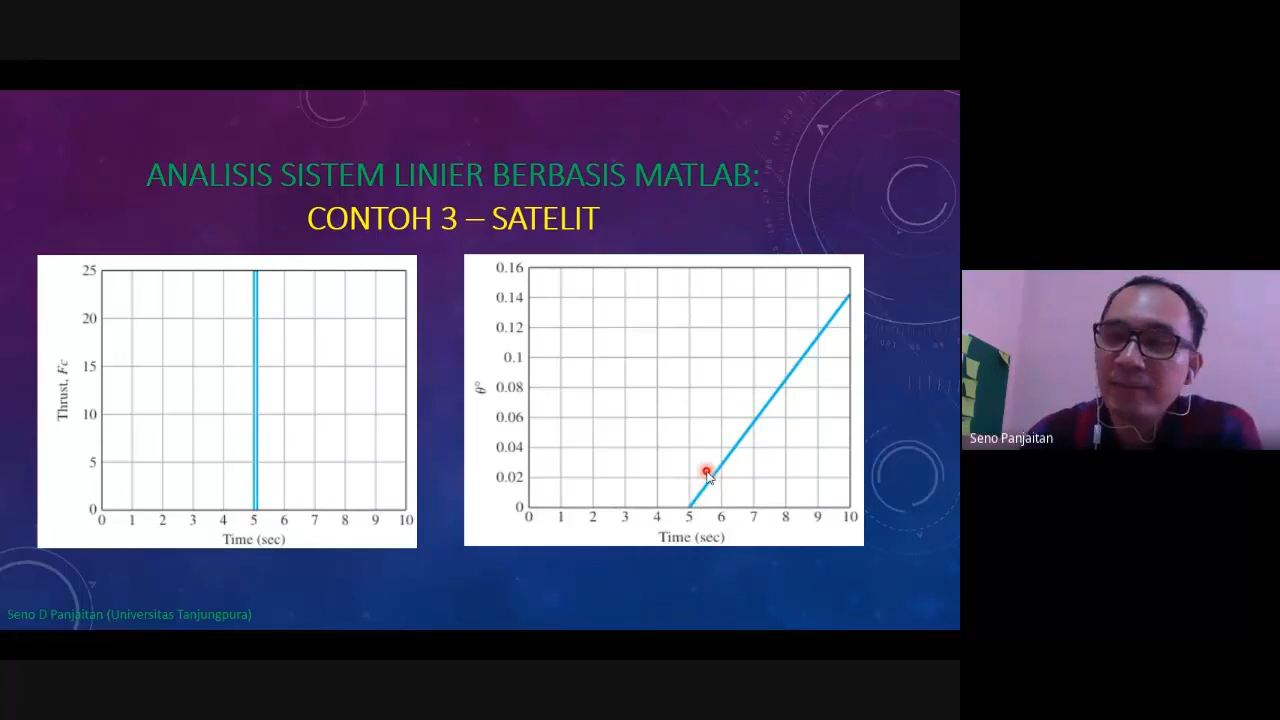 ANALISIS SISTEM LINIER BERBASIS MATLAB:
CONTOH 3 – SATELIT
25
20
15
10
5
0
Thrust, Fc
0 1 2 3 4 5 6 7 8 9 10
Time (sec)
0.16
0.14
0.12
0.1
0.08
0.06
0.04
0.02
0
θ°
0 1 2 3 4 5 6 7 8 9 10
Time (sec)
Seno Panjaitan
Seno D Panjaitan (Universitas Tanjungpura)